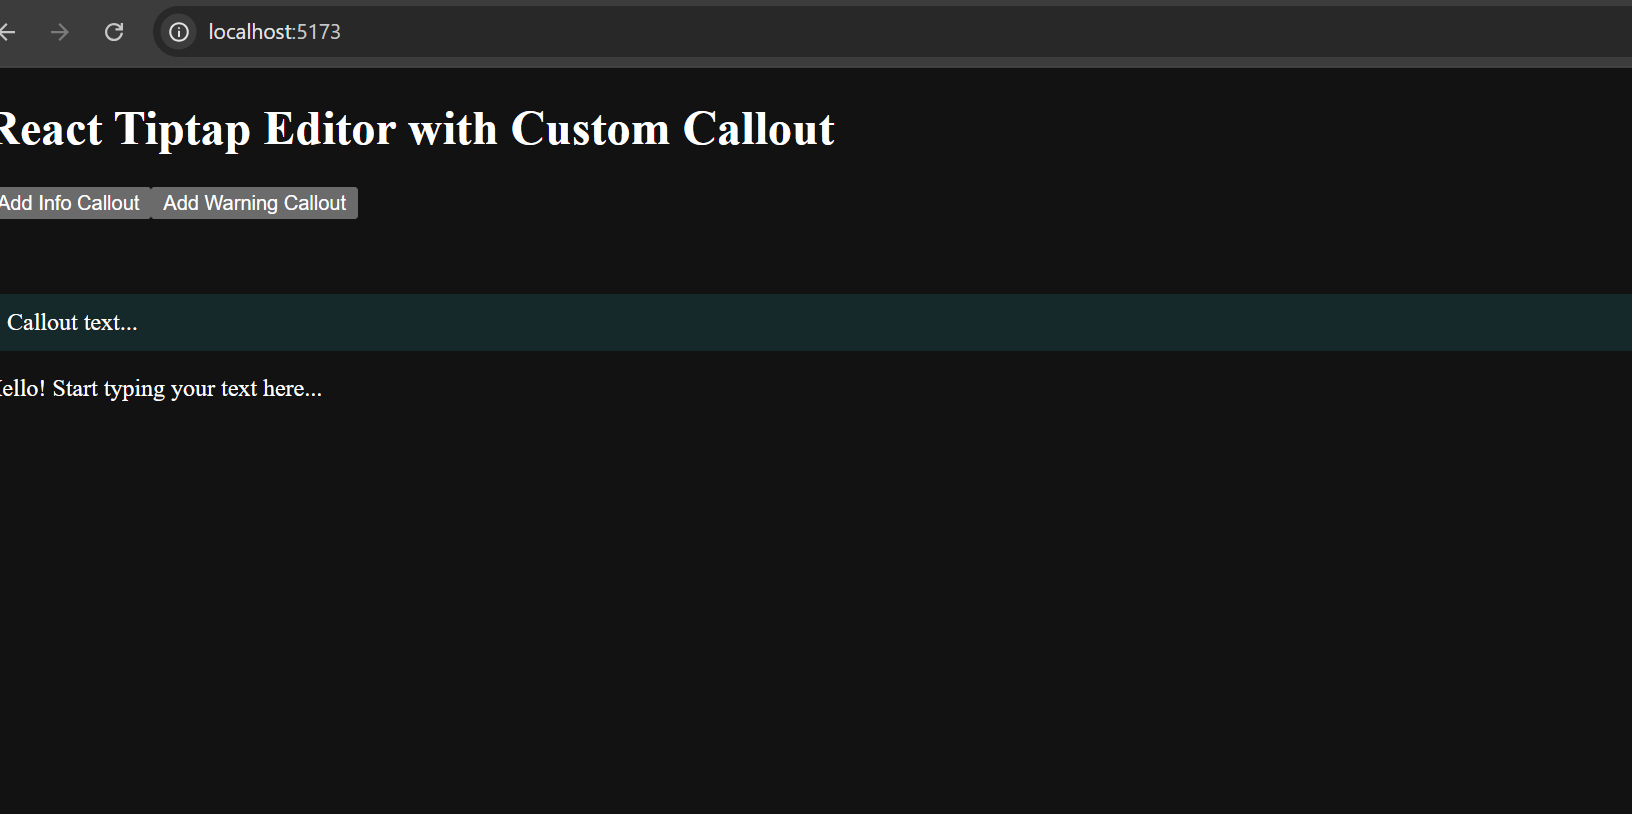 localhost:5173
React Tiptap Editor with Custom Callout
Add Info Callout Add Warning Callout
Callout text...
ello! Start typing your text here...